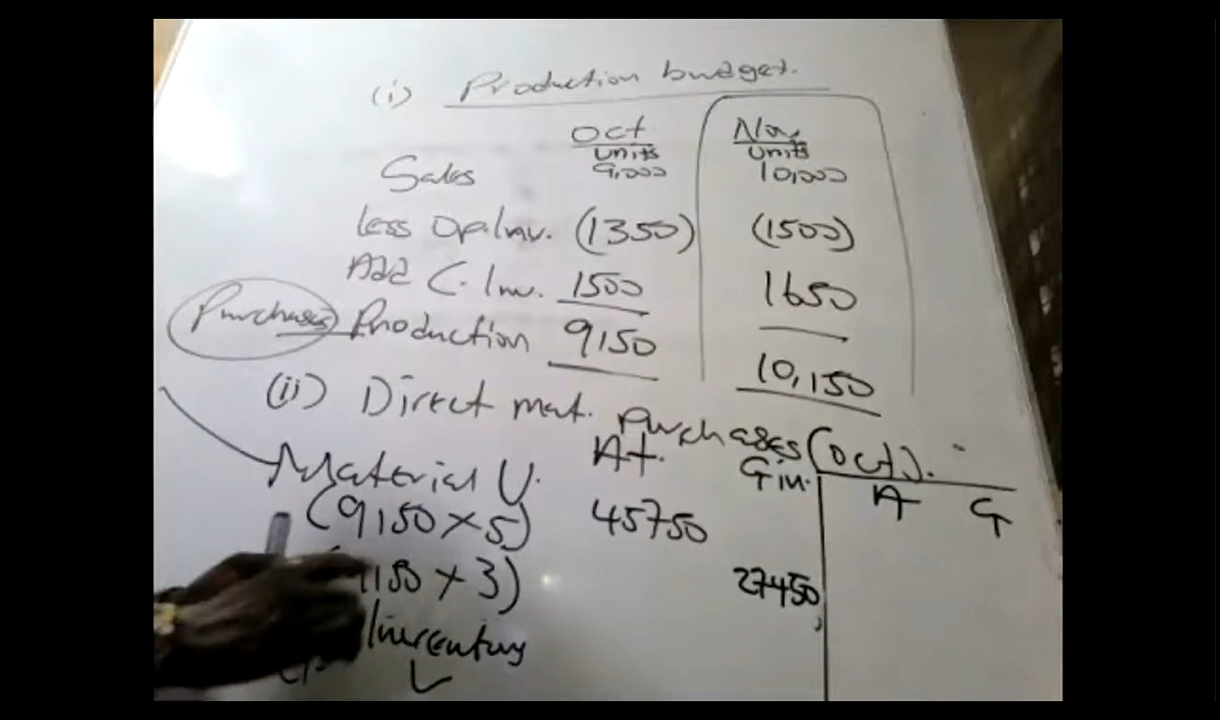 (i) Production budget.
Oct Nov
Units Units
Sales 9,000 10,000
Less Op. Inv. (1350) (1500)
Add C. Inv. 1500 1650
Purchases Production 9150 10,150
(ii) Direct mat. Purchases (Oct).
Material U. At. Gin. A G
(9150 x 5) 45750
x 3) 27450
Inventory